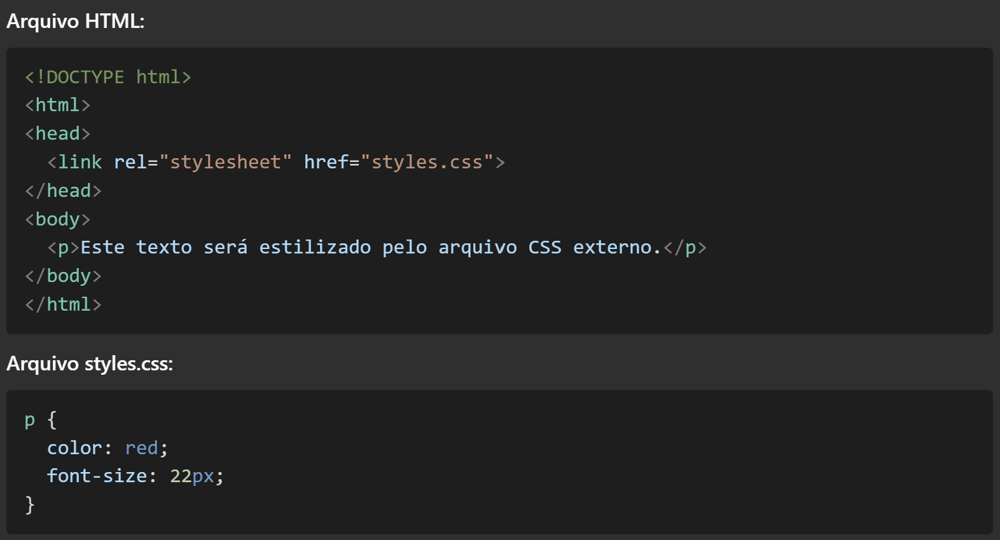 Arquivo HTML:
<!DOCTYPE html>
<html>
<head>
  <link rel="stylesheet" href="styles.css">
</head>
<body>
  <p>Este texto será estilizado pelo arquivo CSS externo.</p>
</body>
</html>
Arquivo styles.css:
p {
  color: red;
  font-size: 22px;
}